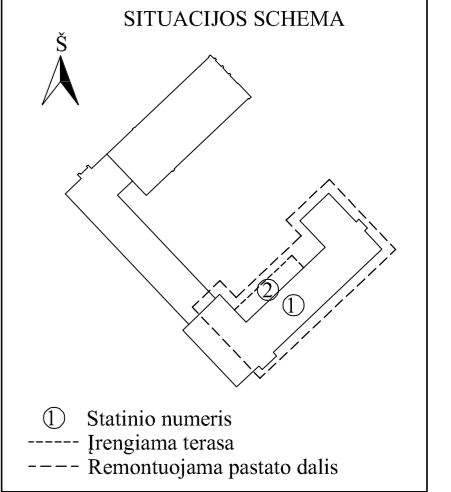 SITUACIJOS SCHEMA
Š
2
1
1 Statinio numeris
Įrengiama terasa
Remontuojama pastato dalis